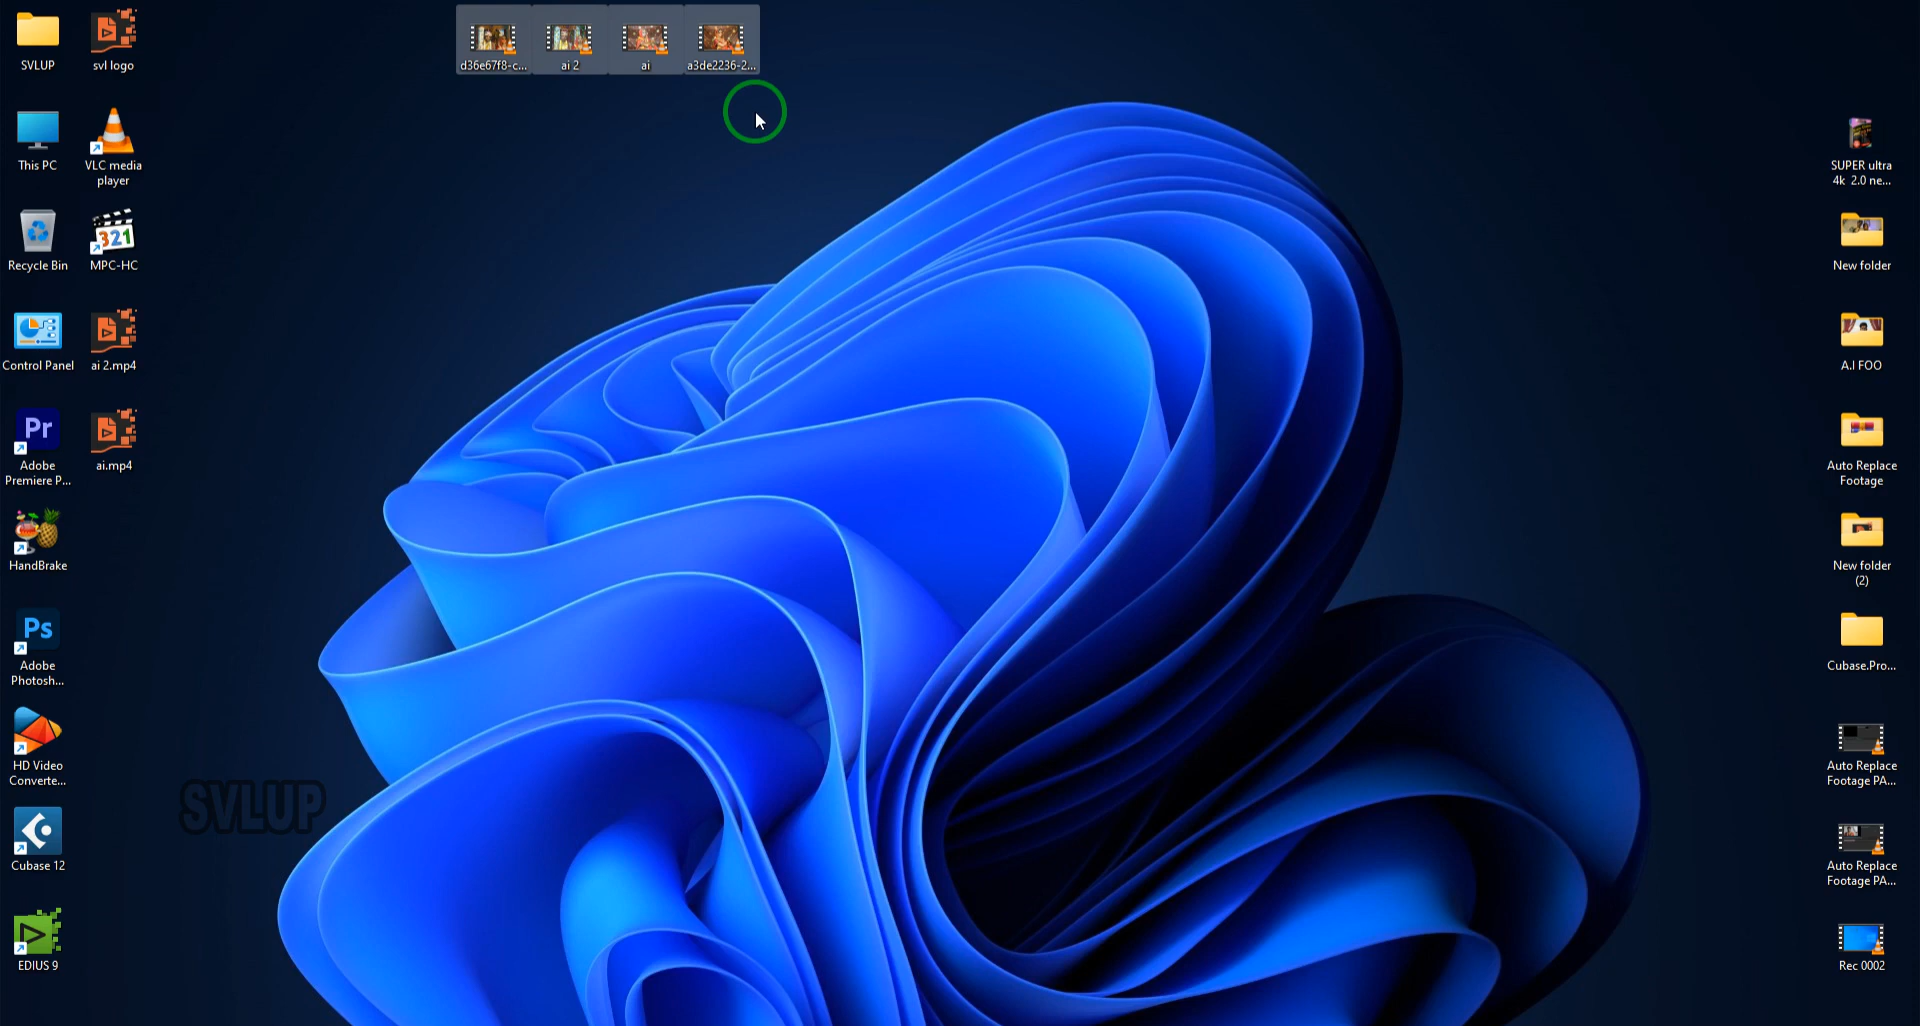 SVLUP
svl logo
d36e67f8-c...
ai 2
ai
a3de2236-2...
This PC
VLC media
player
SUPER ultra
4k 2.0 ne...
Recycle Bin
321
MPC-HC
New folder
Control Panel
ai 2.mp4
A.I FOO
Pr
Adobe
Premiere P...
ai.mp4
Auto Replace
Footage
HandBrake
New folder
(2)
Ps
Adobe
Photosh...
Cubase.Pro...
HD Video
Converte...
Auto Replace
Footage PA...
SVLUP
Cubase 12
Auto Replace
Footage PA...
EDIUS 9
Rec 0002